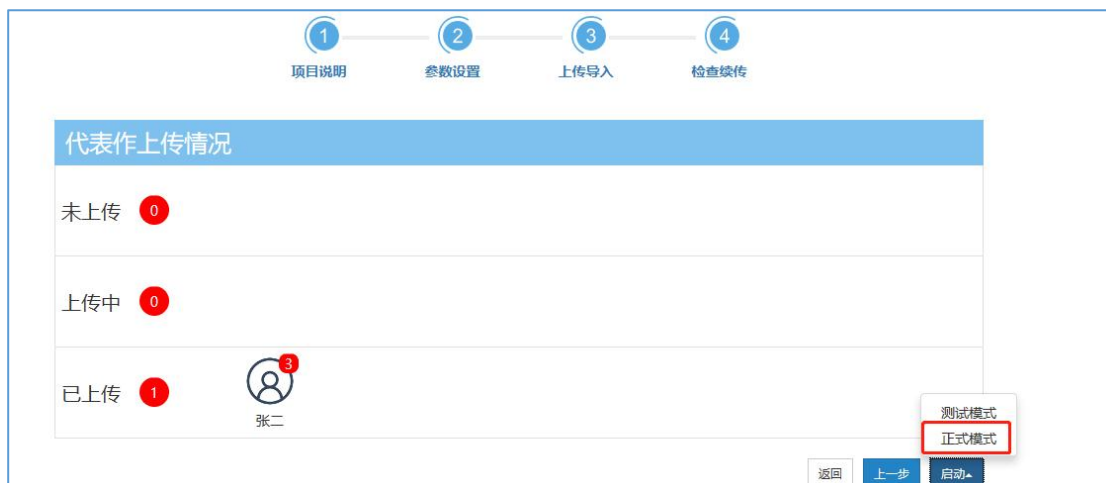 1 2 3 4
项目说明 参数设置 上传导入 检查续传
代表作上传情况
未上传 0
上传中 0
已上传 1
3
张二
测试模式
正式模式
返回 上一步 启动